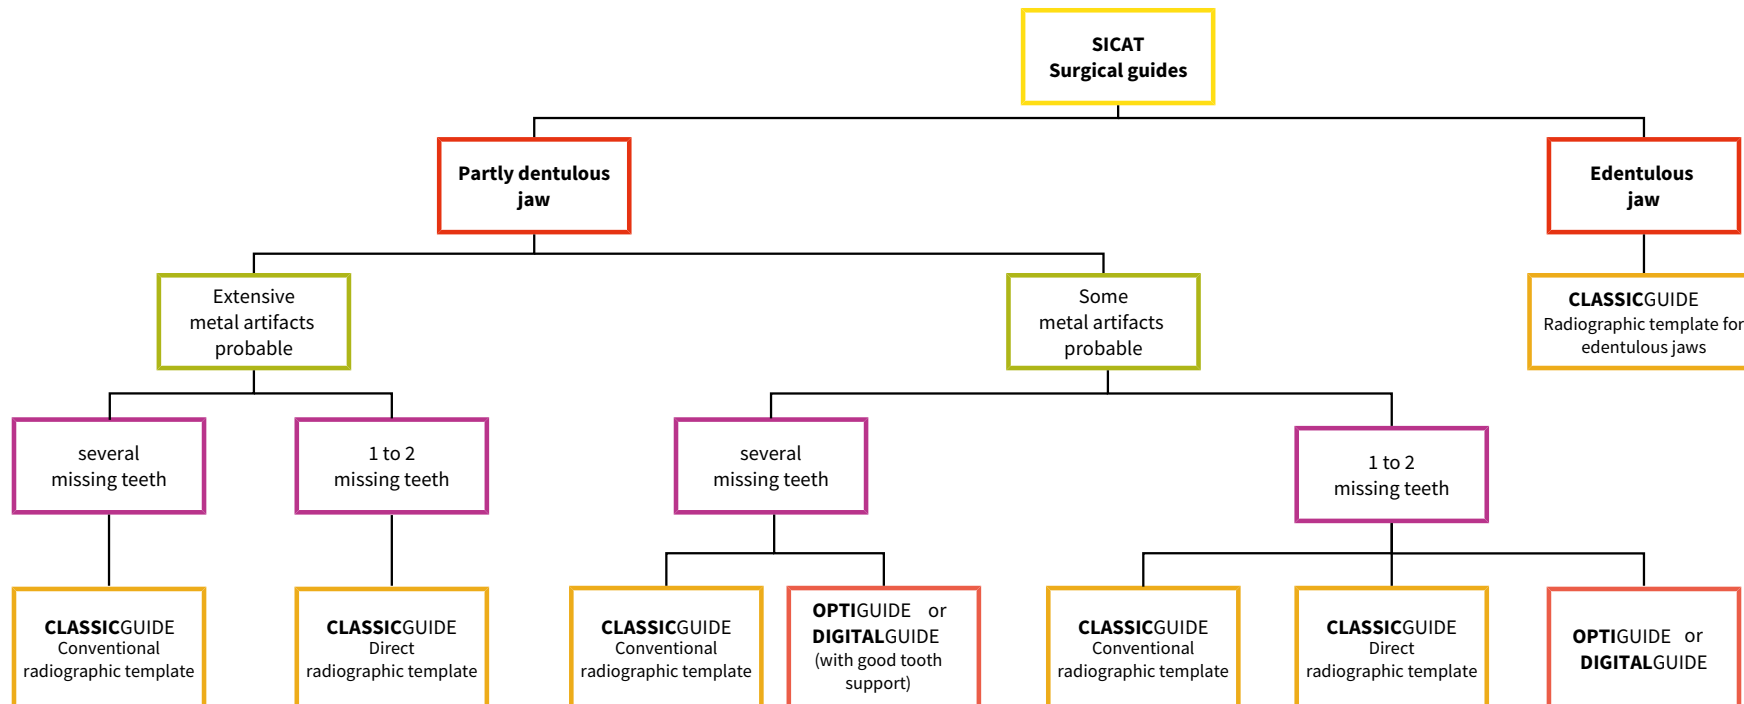 SICAT
Surgical guides
Partly dentulous
jaw
Edentulous
jaw
Extensive
metal artifacts
probable
Some
metal artifacts
probable
CLASSICGUIDE
Radiographic template for
edentulous jaws
several
missing teeth
1 to 2
missing teeth
several
missing teeth
1 to 2
missing teeth
CLASSICGUIDE
Conventional
radiographic template
CLASSICGUIDE
Direct
radiographic template
CLASSICGUIDE
Conventional
radiographic template
OPTIGUIDE or
DIGITALGUIDE
(with good tooth
support)
CLASSICGUIDE
Conventional
radiographic template
CLASSICGUIDE
Direct
radiographic template
OPTIGUIDE or
DIGITALGUIDE